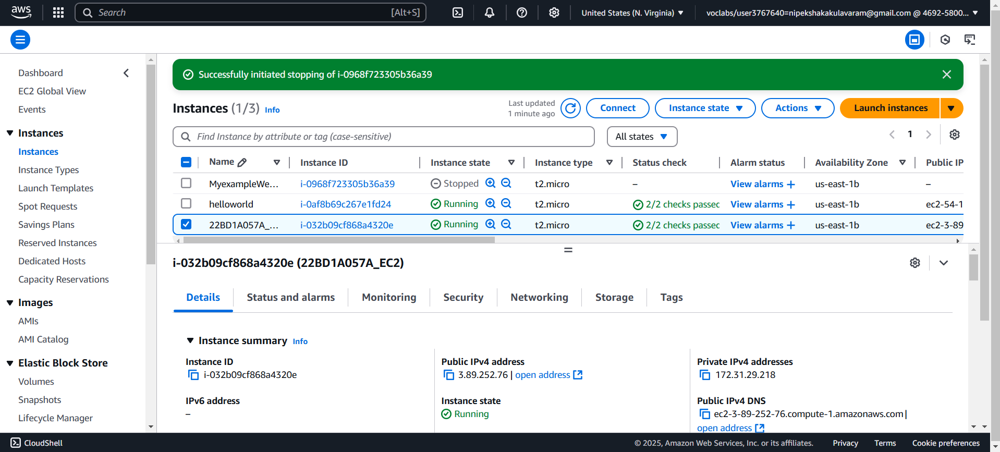 aws
Search [Alt+S]
United States (N. Virginia)
voclabs/user3767640=nipekshakakulavaram@gmail.com @ 4692-5800...
Dashboard
EC2 Global View
Events
Instances
Instances
Instance Types
Launch Templates
Spot Requests
Savings Plans
Reserved Instances
Dedicated Hosts
Capacity Reservations
Images
AMIs
AMI Catalog
Elastic Block Store
Volumes
Snapshots
Lifecycle Manager
Successfully initiated stopping of i-0968f723305b36a39
Instances (1/3) Info
Last updated
1 minute ago
Connect
Instance state
Actions
Launch instances
Find Instance by attribute or tag (case-sensitive)
All states
1
Name Instance ID Instance state Instance type Status check Alarm status Availability Zone Public IP
MyexampleWe... i-0968f723305b36a39 Stopped t2.micro – View alarms + us-east-1b –
helloworld i-0af8b69c267e1fd24 Running t2.micro 2/2 checks passed View alarms + us-east-1b ec2-54-1
22BD1A057A_... i-032b09cf868a4320e Running t2.micro 2/2 checks passed View alarms + us-east-1b ec2-3-89
i-032b09cf868a4320e (22BD1A057A_EC2)
Details Status and alarms Monitoring Security Networking Storage Tags
Instance summary Info
Instance ID
i-032b09cf868a4320e
Public IPv4 address
3.89.252.76 | open address
Private IPv4 addresses
172.31.29.218
IPv6 address
–
Instance state
Running
Public IPv4 DNS
ec2-3-89-252-76.compute-1.amazonaws.com |
open address
CloudShell
© 2025, Amazon Web Services, Inc. or its affiliates. Privacy Terms Cookie preferences